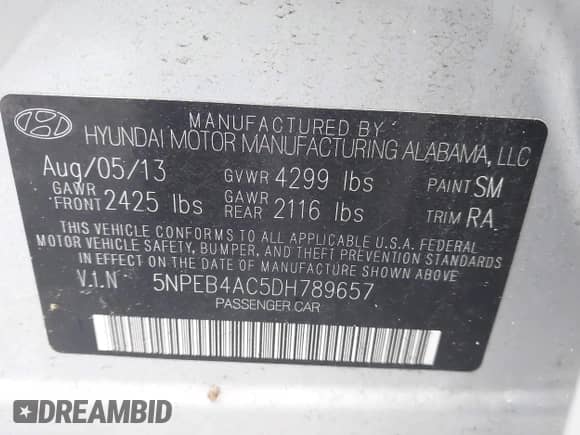 MANUFACTURED BY
HYUNDAI MOTOR MANUFACTURING ALABAMA, LLC
Aug/05/13 GVWR 4299 lbs PAINT SM
GAWR FRONT 2425 lbs GAWR REAR 2116 lbs TRIM RA
THIS VEHICLE CONFORMS TO ALL APPLICABLE U.S.A. FEDERAL
MOTOR VEHICLE SAFETY, BUMPER, AND THEFT PREVENTION STANDARDS
IN EFFECT ON THE DATE OF MANUFACTURE SHOWN ABOVE.
V.I.N 5NPEB4AC5DH789657
PASSENGER CAR
DREAMBID